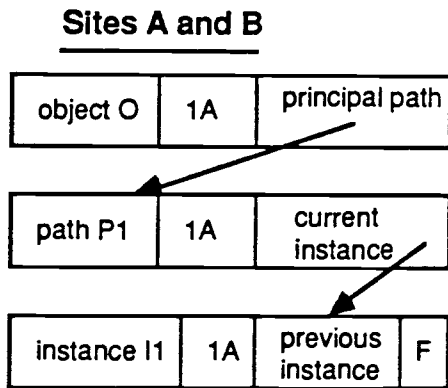 Sites A and B
object O 1A principal path
path P1 1A current
instance
instance I1 1A previous
instance F